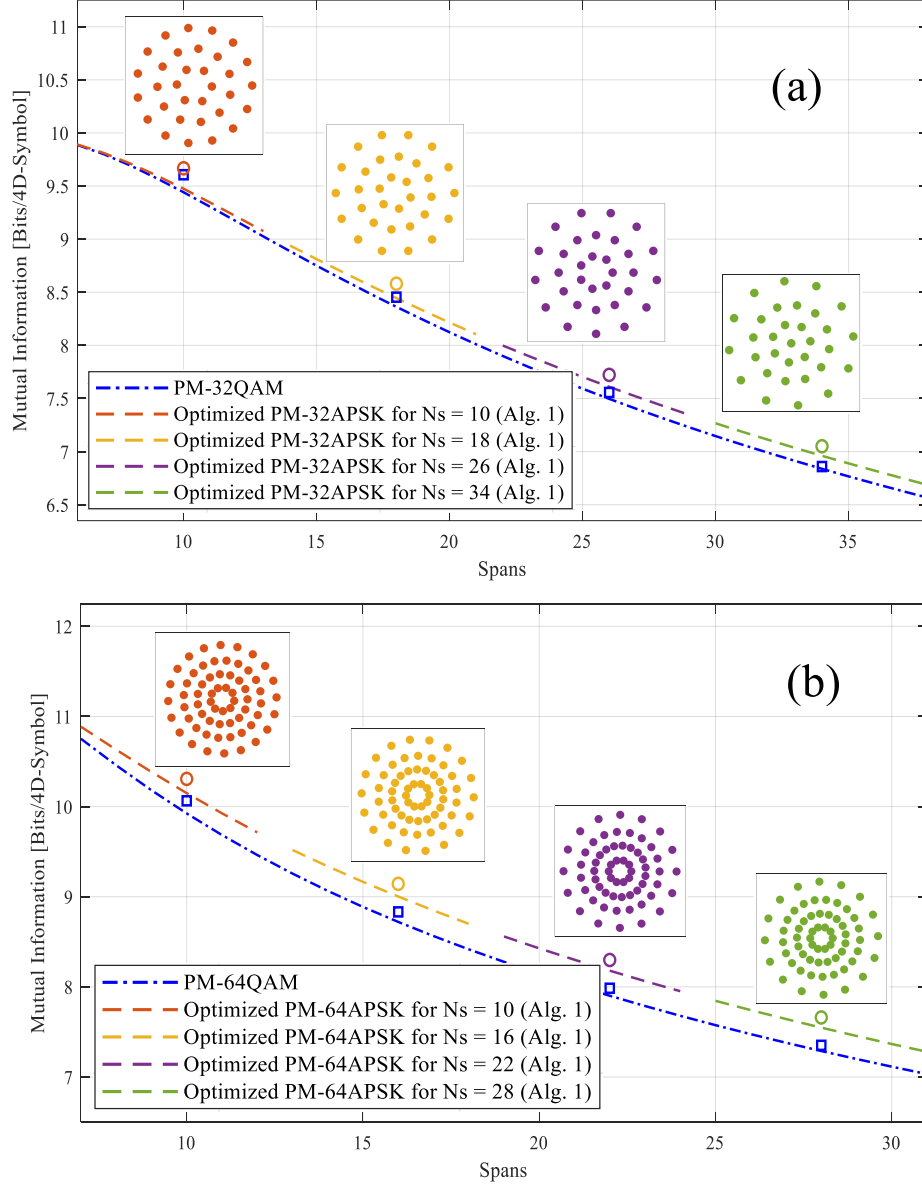 11
10.5
10
9.5
9
8.5
8
7.5
7
6.5
Mutual Information [Bits/4D-Symbol]
(a)
PM-32QAM
Optimized PM-32APSK for Ns = 10 (Alg. 1)
Optimized PM-32APSK for Ns = 18 (Alg. 1)
Optimized PM-32APSK for Ns = 26 (Alg. 1)
Optimized PM-32APSK for Ns = 34 (Alg. 1)
10 15 20 25 30 35
Spans
12
11
10
9
8
7
Mutual Information [Bits/4D-Symbol]
(b)
PM-64QAM
Optimized PM-64APSK for Ns = 10 (Alg. 1)
Optimized PM-64APSK for Ns = 16 (Alg. 1)
Optimized PM-64APSK for Ns = 22 (Alg. 1)
Optimized PM-64APSK for Ns = 28 (Alg. 1)
10 15 20 25 30
Spans